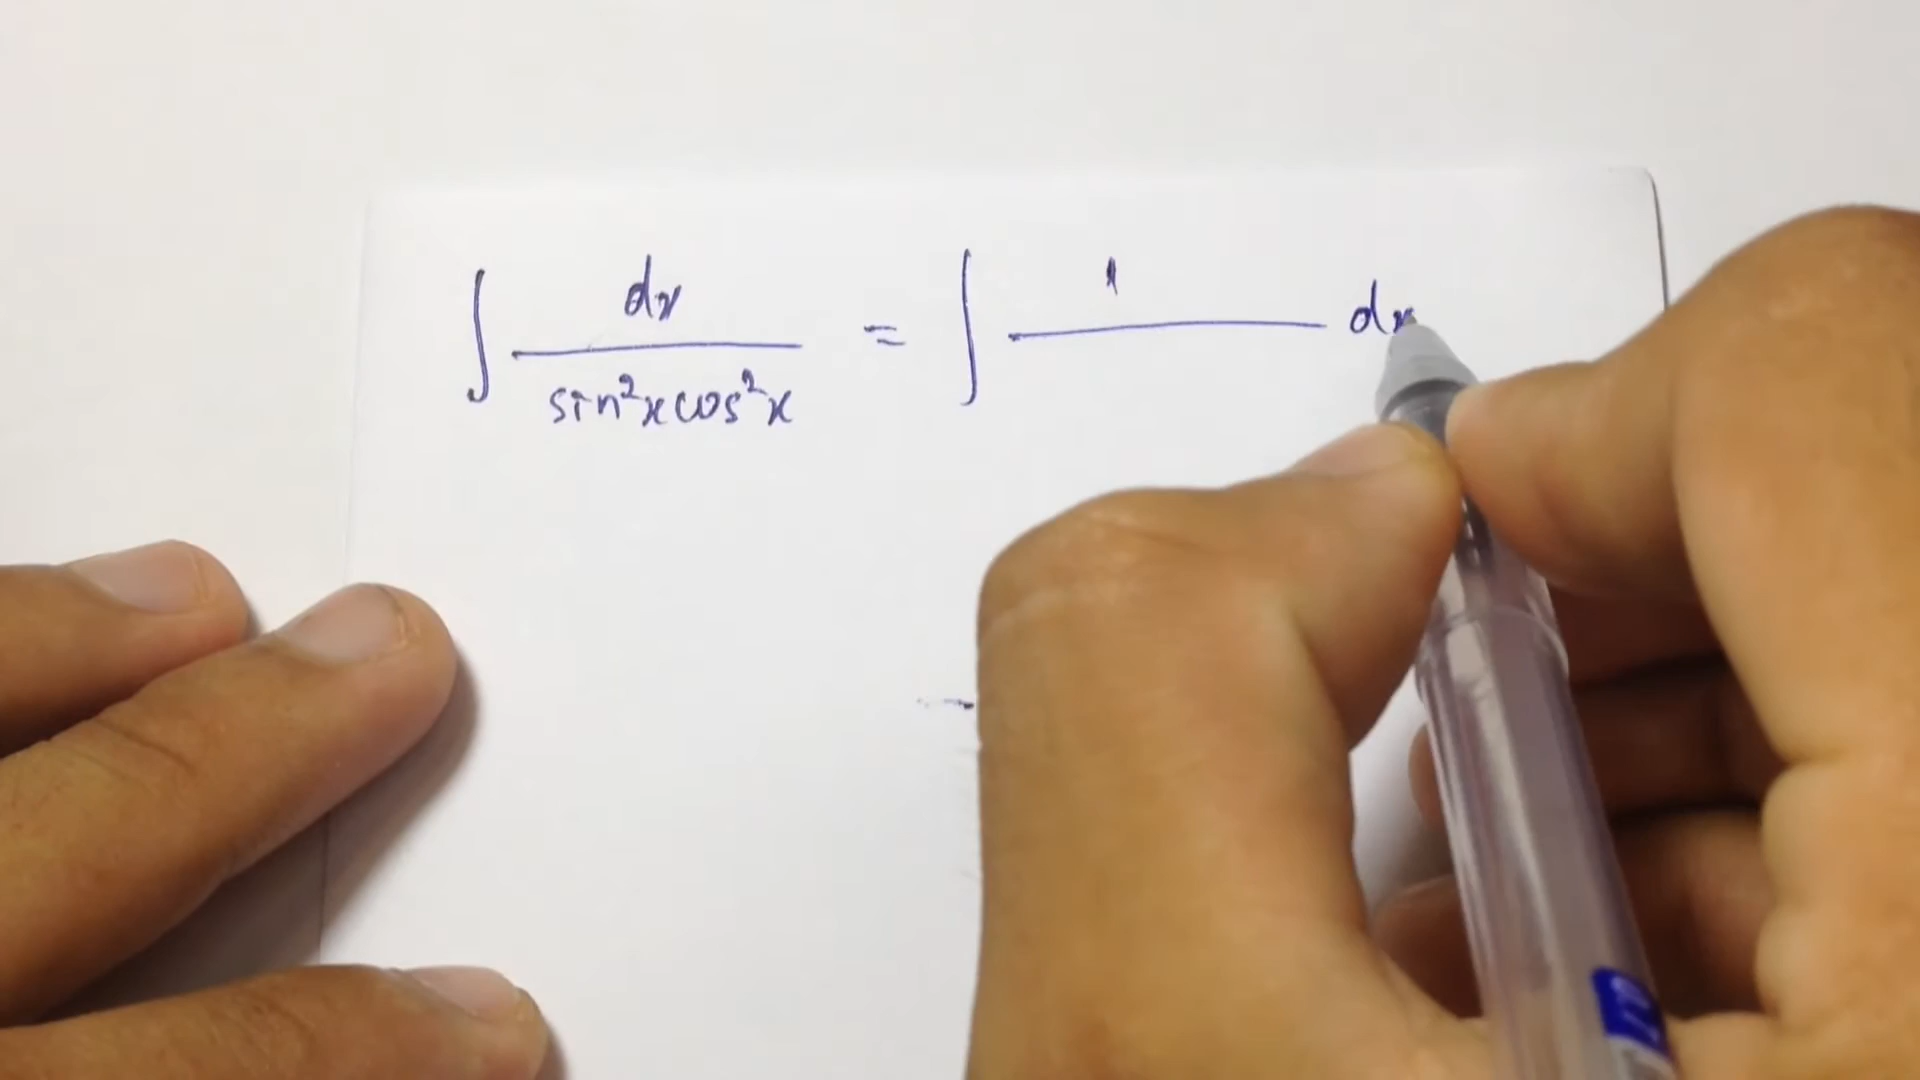 ∫ dx / sin²x cos²x = ∫ 1 / dx